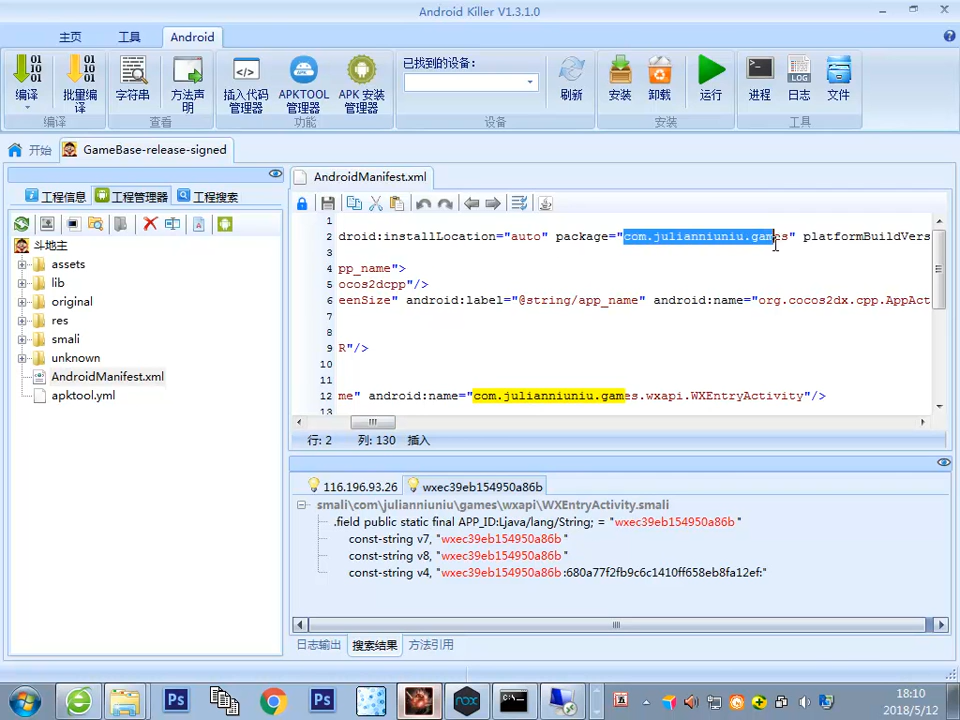 Android Killer V1.3.1.0
主页 工具 Android
编译 批量编译 字符串 方法声明 插入代码管理器 APKTOOL管理器 APK 安装管理器 已找到的设备: 刷新 安装 卸载 运行 进程 日志 文件
编译 查看 功能 设备 安装 工具
开始 GameBase-release-signed
工程信息 工程管理器 工程搜索
斗地主
assets
lib
original
res
smali
unknown
AndroidManifest.xml
apktool.yml
AndroidManifest.xml
1
2 droid:installLocation="auto" package="com.julianniuniu.games" platformBuildVers
3
4 pp_name">
5 ocos2dcpp"/>
6 eenSize" android:label="@string/app_name" android:name="org.cocos2dx.cpp.AppAct
7
8
9 R"/>
10
11
12 me" android:name="com.julianniuniu.games.wxapi.WXEntryActivity"/>
13
行: 2 列: 130 插入
116.196.93.26 wxec39eb154950a86b
smali\com\julianniuniu\games\wxapi\WXEntryActivity.smali
.field public static final APP_ID:Ljava/lang/String; = "wxec39eb154950a86b"
const-string v7, "wxec39eb154950a86b"
const-string v8, "wxec39eb154950a86b"
const-string v4, "wxec39eb154950a86b:680a77f2fb9c6c1410ff658eb8fa12ef:"
日志输出 搜索结果 方法引用
18:10
2018/5/12